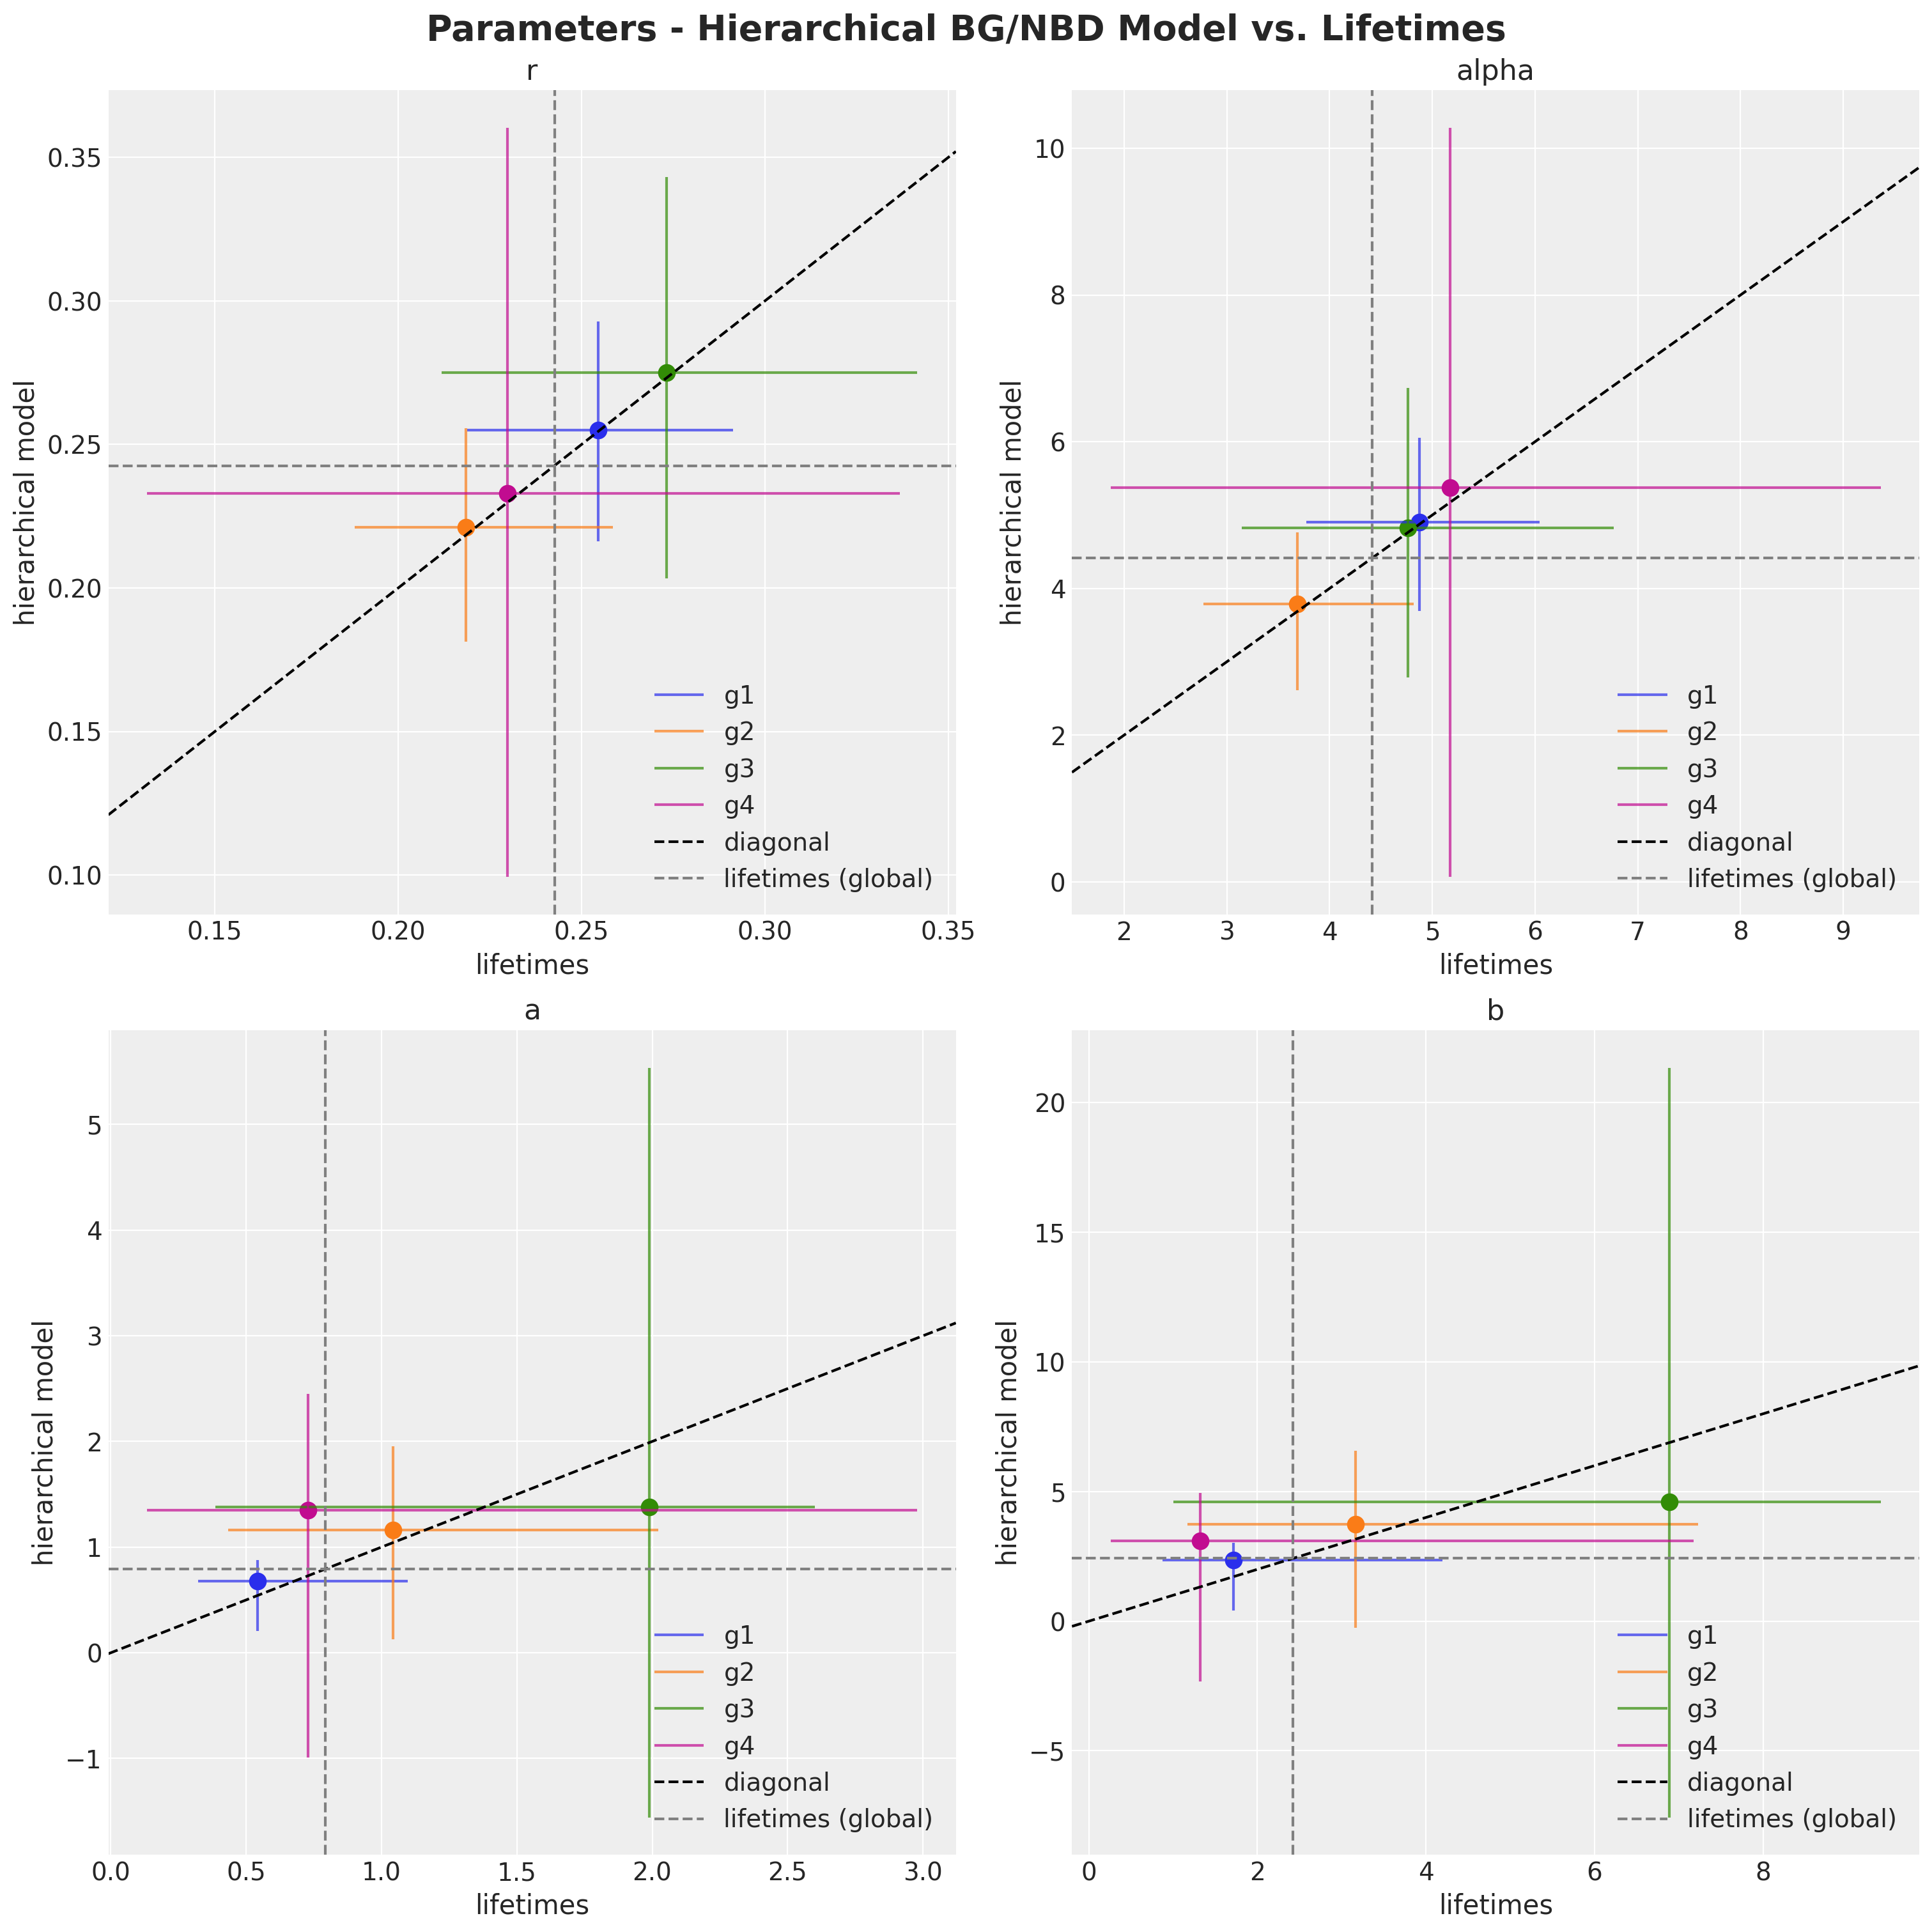 Parameters - Hierarchical BG/NBD Model vs. Lifetimes
r
hierarchical model
0.35
0.30
0.25
0.20
0.15
0.10
g1
g2
g3
g4
diagonal
lifetimes (global)
0.15 0.20 0.25 0.30 0.35
lifetimes
alpha
hierarchical model
10
8
6
4
2
0
g1
g2
g3
g4
diagonal
lifetimes (global)
2 3 4 5 6 7 8 9
lifetimes
a
hierarchical model
5
4
3
2
1
0
−1
g1
g2
g3
g4
diagonal
lifetimes (global)
0.0 0.5 1.0 1.5 2.0 2.5 3.0
lifetimes
b
hierarchical model
20
15
10
5
0
−5
g1
g2
g3
g4
diagonal
lifetimes (global)
0 2 4 6 8
lifetimes